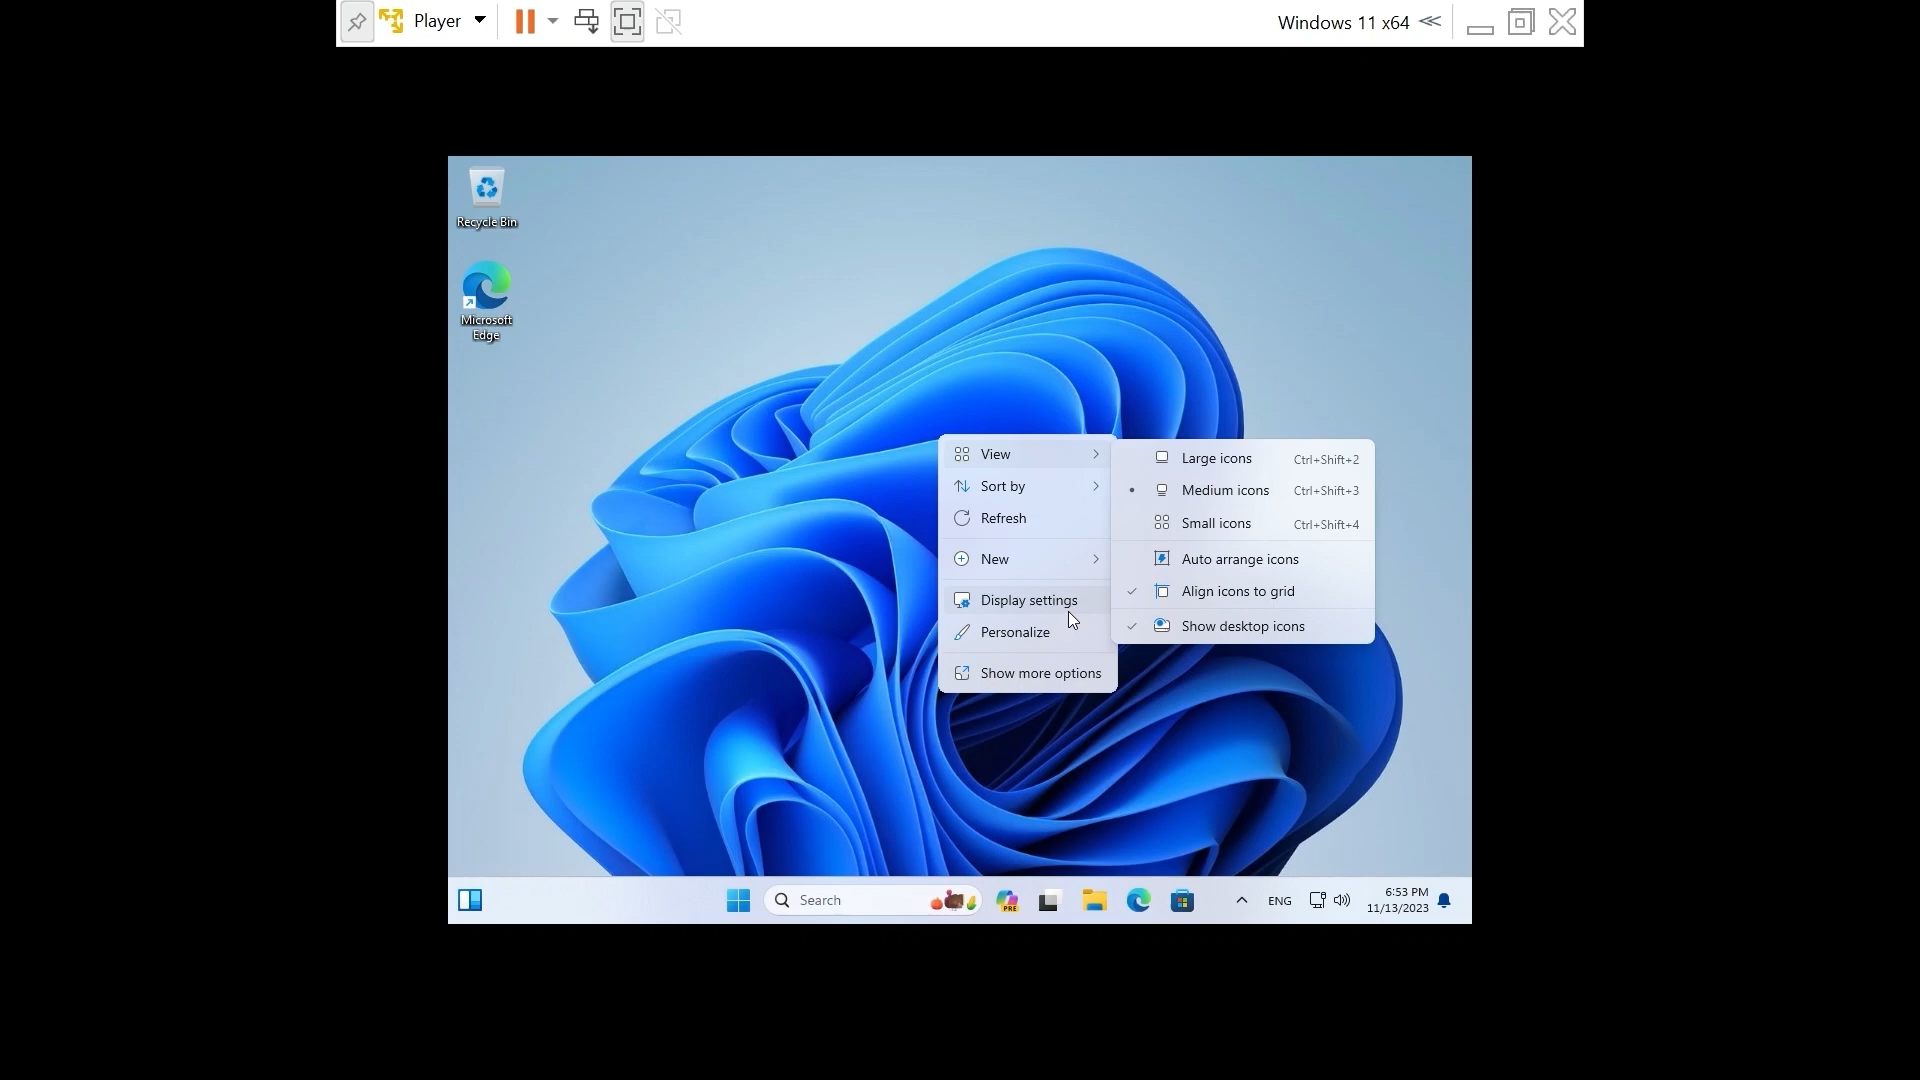 Player
Windows 11 x64
Recycle Bin
Microsoft
Edge
View
Sort by
Refresh
New
Display settings
Personalize
Show more options
Large icons Ctrl+Shift+2
Medium icons Ctrl+Shift+3
Small icons Ctrl+Shift+4
Auto arrange icons
Align icons to grid
Show desktop icons
Search
PRE
ENG
6:53 PM
11/13/2023